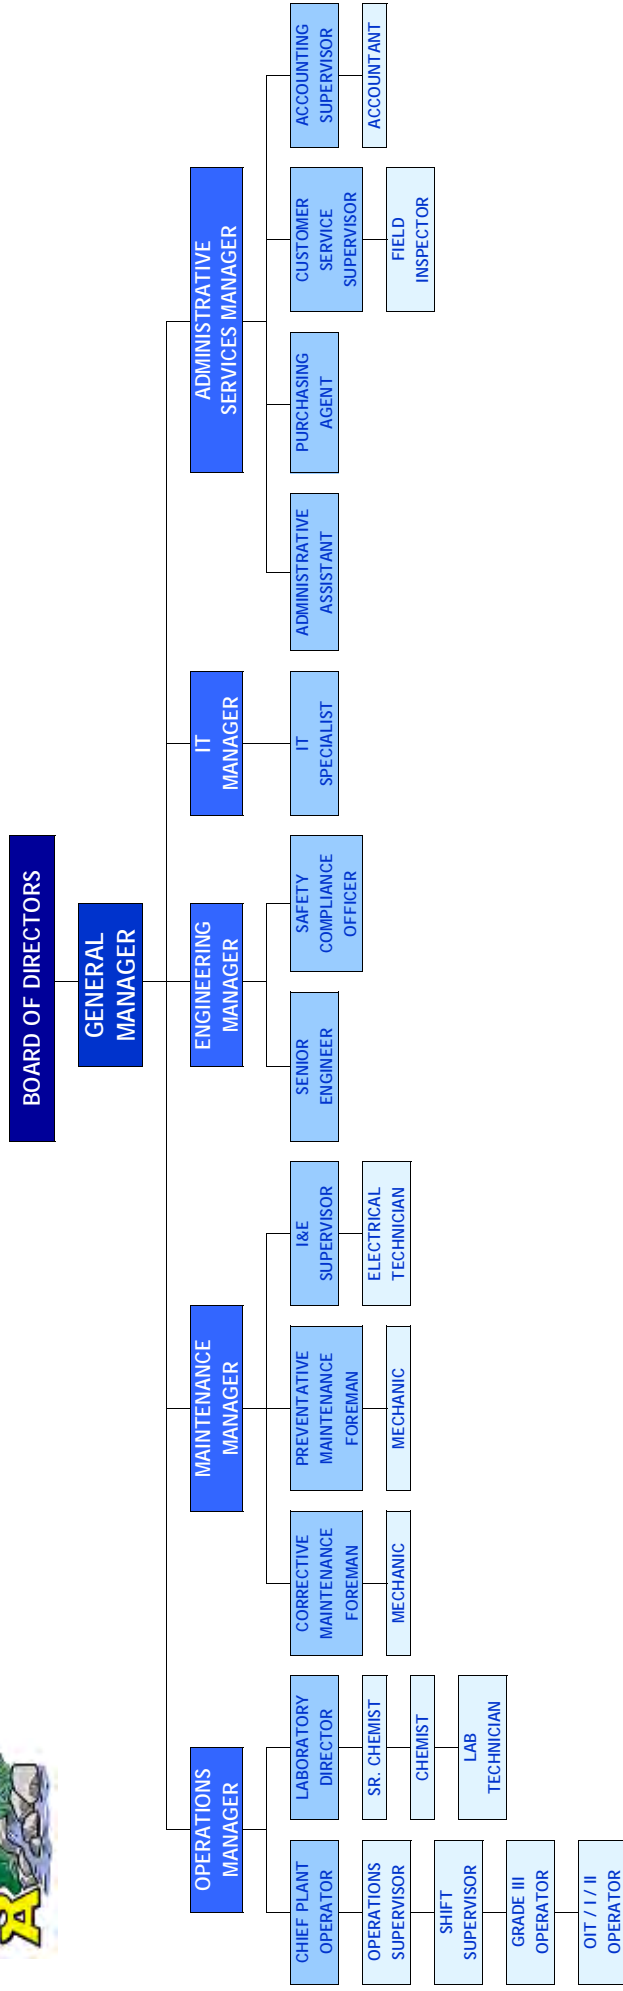 BOARD OF DIRECTORS
GENERAL
MANAGER
OPERATIONS
MANAGER
MAINTENANCE
MANAGER
ENGINEERING
MANAGER
IT
MANAGER
ADMINISTRATIVE
SERVICES MANAGER
CHIEF PLANT
OPERATOR
OPERATIONS
SUPERVISOR
SHIFT
SUPERVISOR
GRADE III
OPERATOR
OIT / I / II
OPERATOR
LABORATORY
DIRECTOR
SR. CHEMIST
CHEMIST
LAB
TECHNICIAN
CORRECTIVE
MAINTENANCE
FOREMAN
MECHANIC
PREVENTATIVE
MAINTENANCE
FOREMAN
MECHANIC
I&E
SUPERVISOR
ELECTRICAL
TECHNICIAN
SENIOR
ENGINEER
SAFETY
COMPLIANCE
OFFICER
IT
SPECIALIST
ADMINISTRATIVE
ASSISTANT
PURCHASING
AGENT
CUSTOMER
SERVICE
SUPERVISOR
FIELD
INSPECTOR
ACCOUNTING
SUPERVISOR
ACCOUNTANT